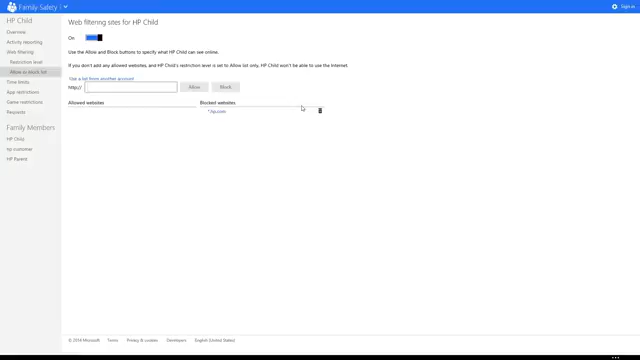 Family Safety
Sign in
HP Child
Overview
Activity reporting
Web filtering
Restriction level
Allow or block list
Time limits
App restrictions
Game restrictions
Requests
Family Members
HP Child
hp customer
HP Parent
Web filtering sites for HP Child
On
Use the Allow and Block buttons to specify what HP Child can see online.
If you don't add any allowed websites, and HP Child's restriction level is set to Allow list only, HP Child won't be able to use the Internet.
Use a list from another account
http://
Allow
Block
Allowed websites
Blocked websites
*.hp.com
© 2014 Microsoft
Terms
Privacy & cookies
Developers
English (United States)